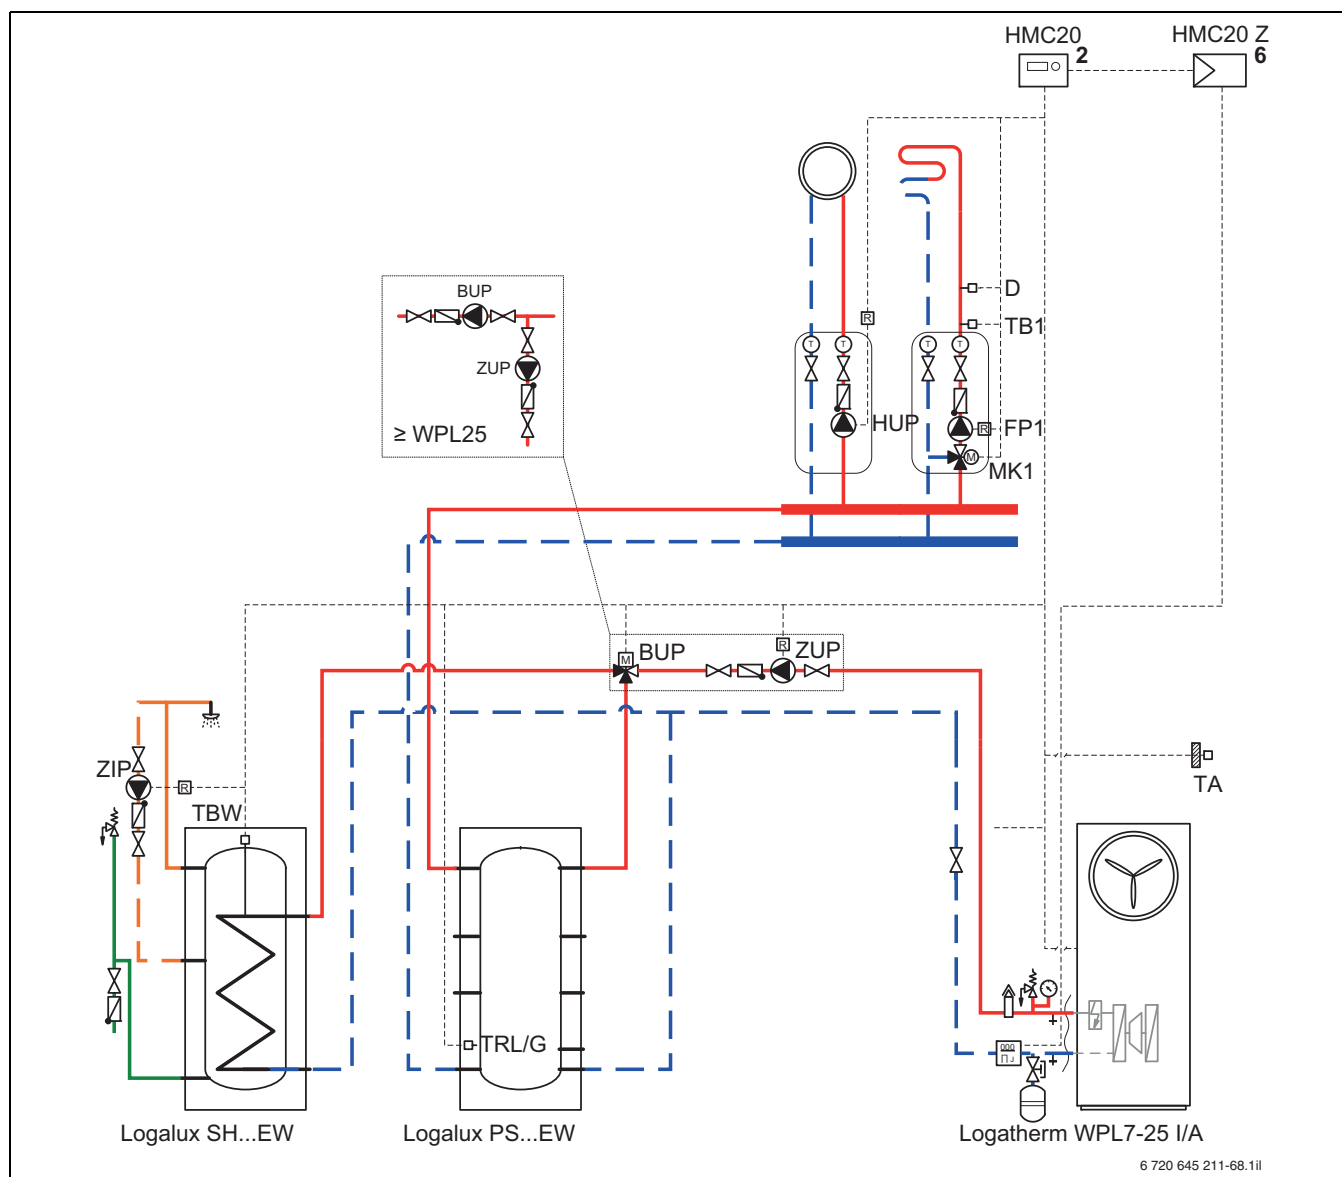 HMC20
2
HMC20 Z
6
D
TB1
T
T
T
T
R
HUP
R
FP1
M
MK1
BUP
ZUP
≥ WPL25
M
BUP
R
ZUP
ZIP
R
TBW
TA
TRL/G
000
+
+
Logalux SH...EW
Logalux PS...EW
Logatherm WPL7-25 I/A
6 720 645 211-68.1il